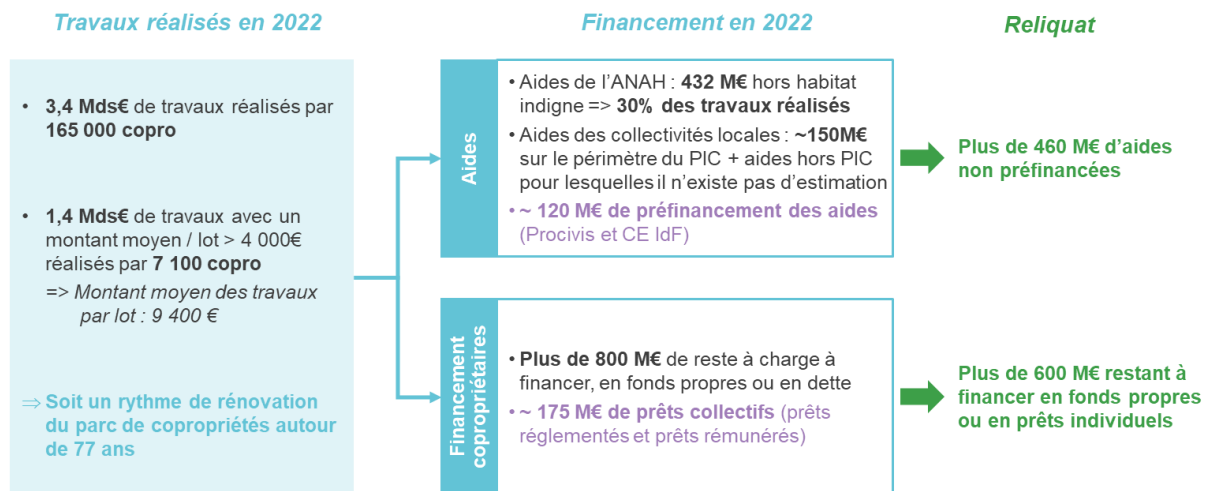 Travaux réalisés en 2022
Financement en 2022
Reliquat
• 3,4 Mds€ de travaux réalisés par
165 000 copro
• 1,4 Mds€ de travaux avec un
montant moyen / lot > 4 000€
réalisés par 7 100 copro
=> Montant moyen des travaux
par lot : 9 400 €
⇒ Soit un rythme de rénovation
du parc de copropriétés autour
de 77 ans
Aides
• Aides de l’ANAH : 432 M€ hors habitat
indigne => 30% des travaux réalisés
• Aides des collectivités locales : ~150M€
sur le périmètre du PIC + aides hors PIC
pour lesquelles il n’existe pas d’estimation
• ~ 120 M€ de préfinancement des aides
(Procivis et CE IdF)
Plus de 460 M€ d’aides
non préfinancées
Financement
copropriétaires
• Plus de 800 M€ de reste à charge à
financer, en fonds propres ou en dette
• ~ 175 M€ de prêts collectifs (prêts
réglementés et prêts rémunérés)
Plus de 600 M€ restant à
financer en fonds propres
ou en prêts individuels